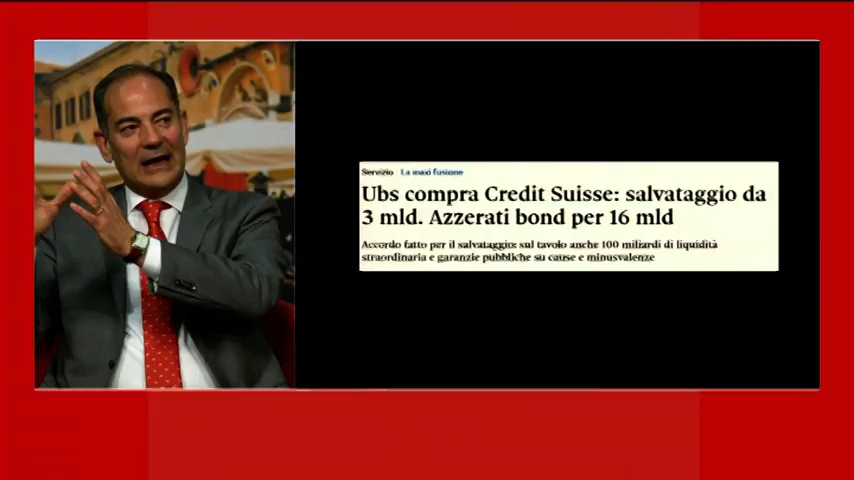 Servizio La maxi fusione
Ubs compra Credit Suisse: salvataggio da
3 mld. Azzerati bond per 16 mld
Accordo fatto per il salvataggio: sul tavolo anche 100 miliardi di liquidità
straordinaria e garanzie pubbliche su cause e minusvalenze